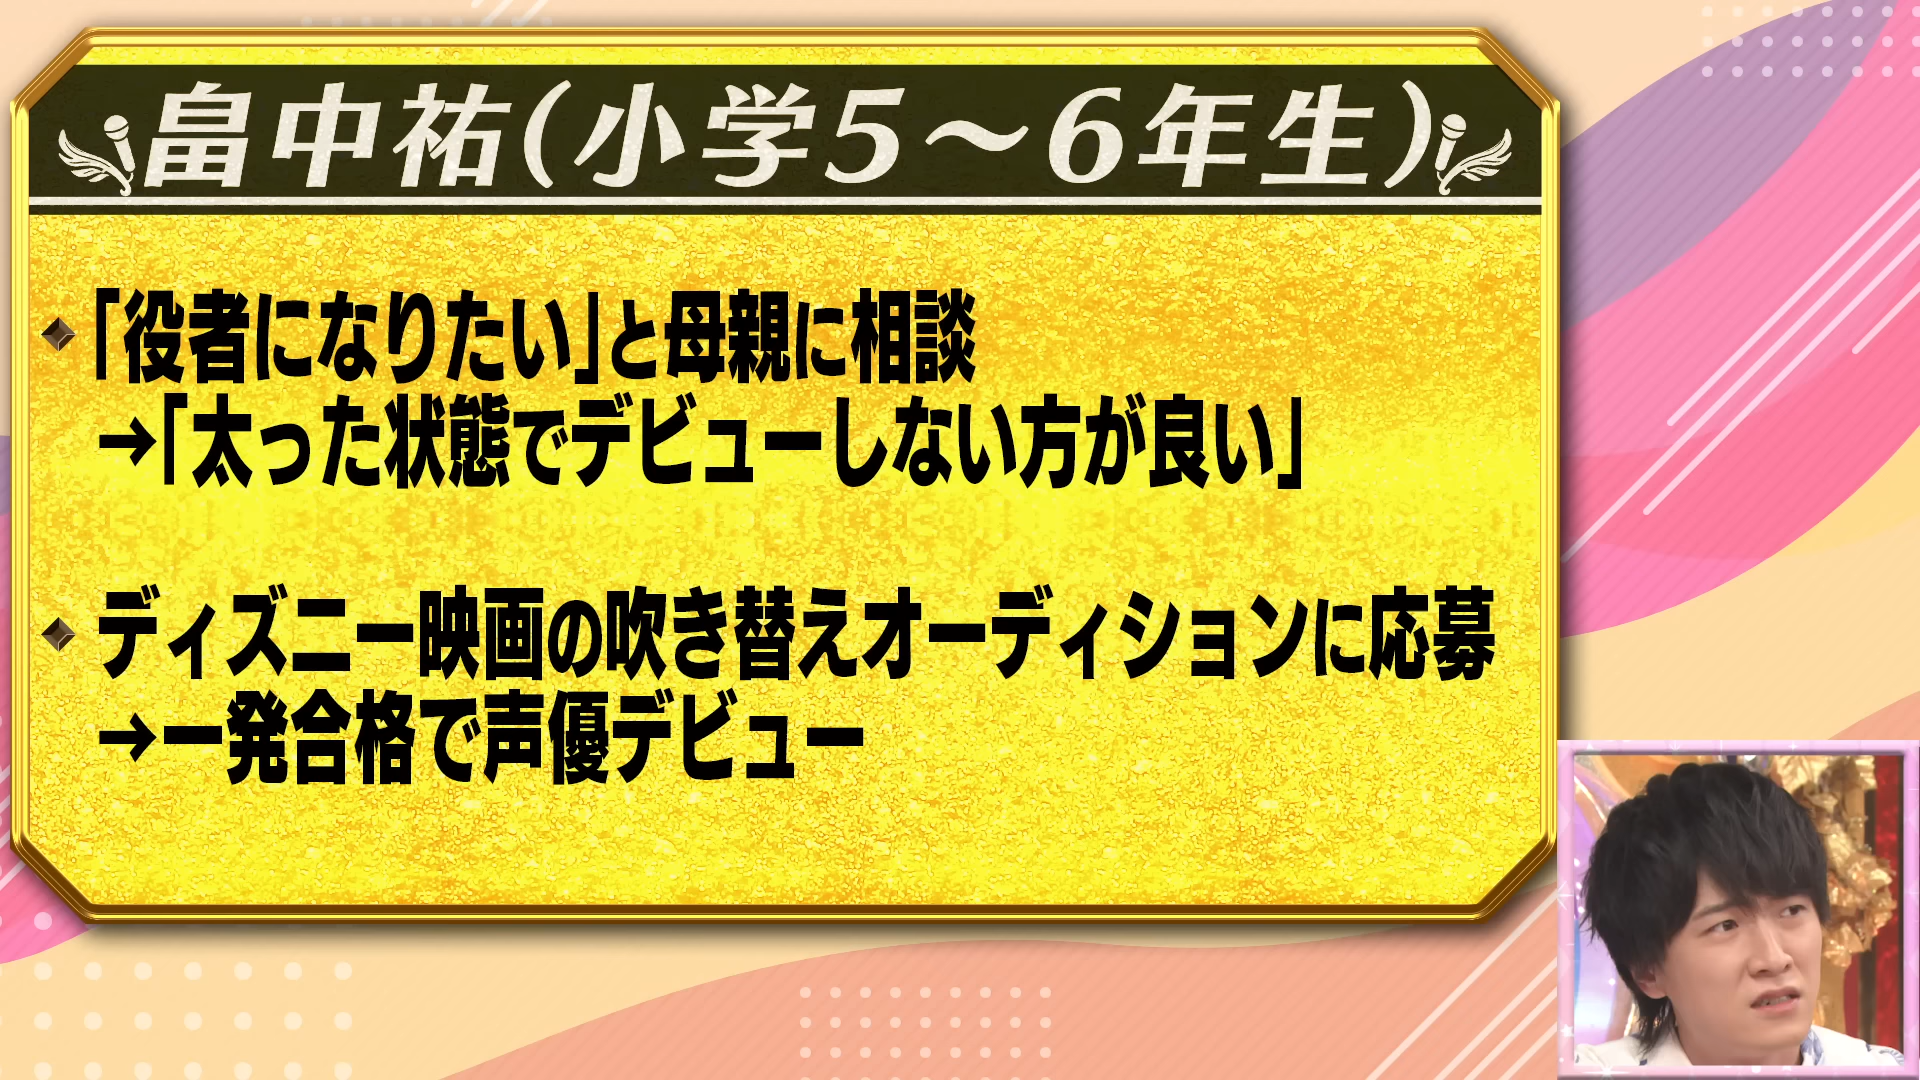 畠中祐(小学5～6年生)
「役者になりたい」と母親に相談
→「太った状態でデビューしない方が良い」
ディズニー映画の吹き替えオーディションに応募
→一発合格で声優デビュー